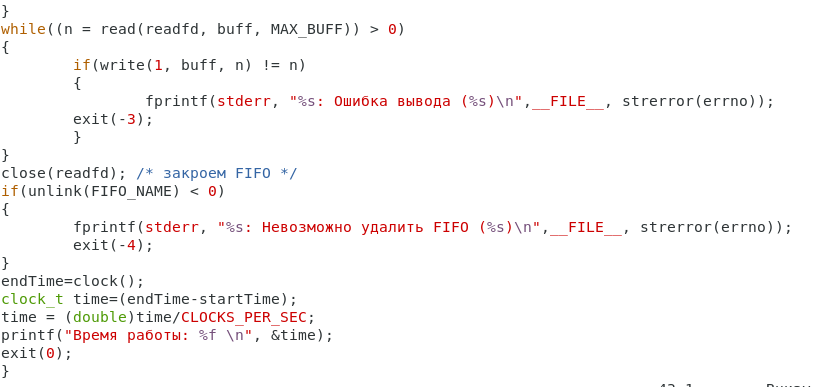 }
while((n = read(readfd, buff, MAX_BUFF)) > 0)
{
        if(write(1, buff, n) != n)
        {
                fprintf(stderr, "%s: Ошибка вывода (%s)\n",__FILE__, strerror(errno));
        exit(-3);
        }
}
close(readfd); /* закроем FIFO */
if(unlink(FIFO_NAME) < 0)
{
        fprintf(stderr, "%s: Невозможно удалить FIFO (%s)\n",__FILE__, strerror(errno));
        exit(-4);
}
endTime=clock();
clock_t time=(endTime-startTime);
time = (double)time/CLOCKS_PER_SEC;
printf("Время работы: %f \n", &time);
exit(0);
}